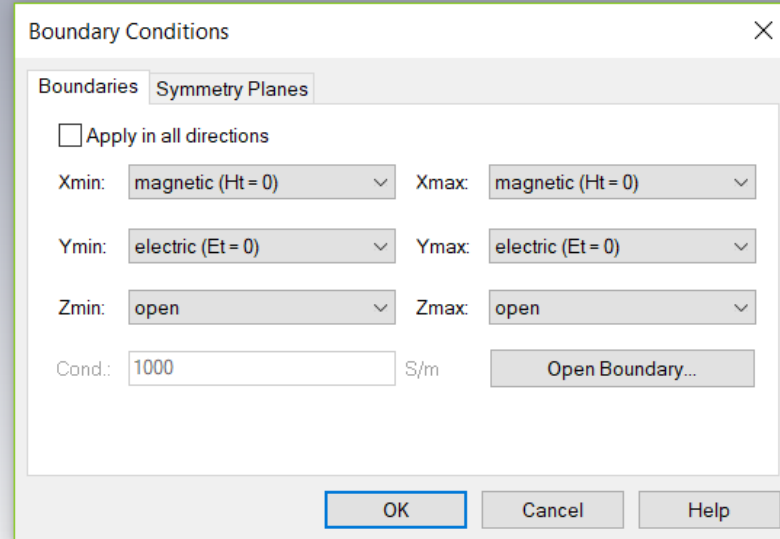 Boundary Conditions
Boundaries Symmetry Planes
Apply in all directions
Xmin: magnetic (Ht = 0) Xmax: magnetic (Ht = 0)
Ymin: electric (Et = 0) Ymax: electric (Et = 0)
Zmin: open Zmax: open
Cond.: 1000 S/m Open Boundary...
OK Cancel Help